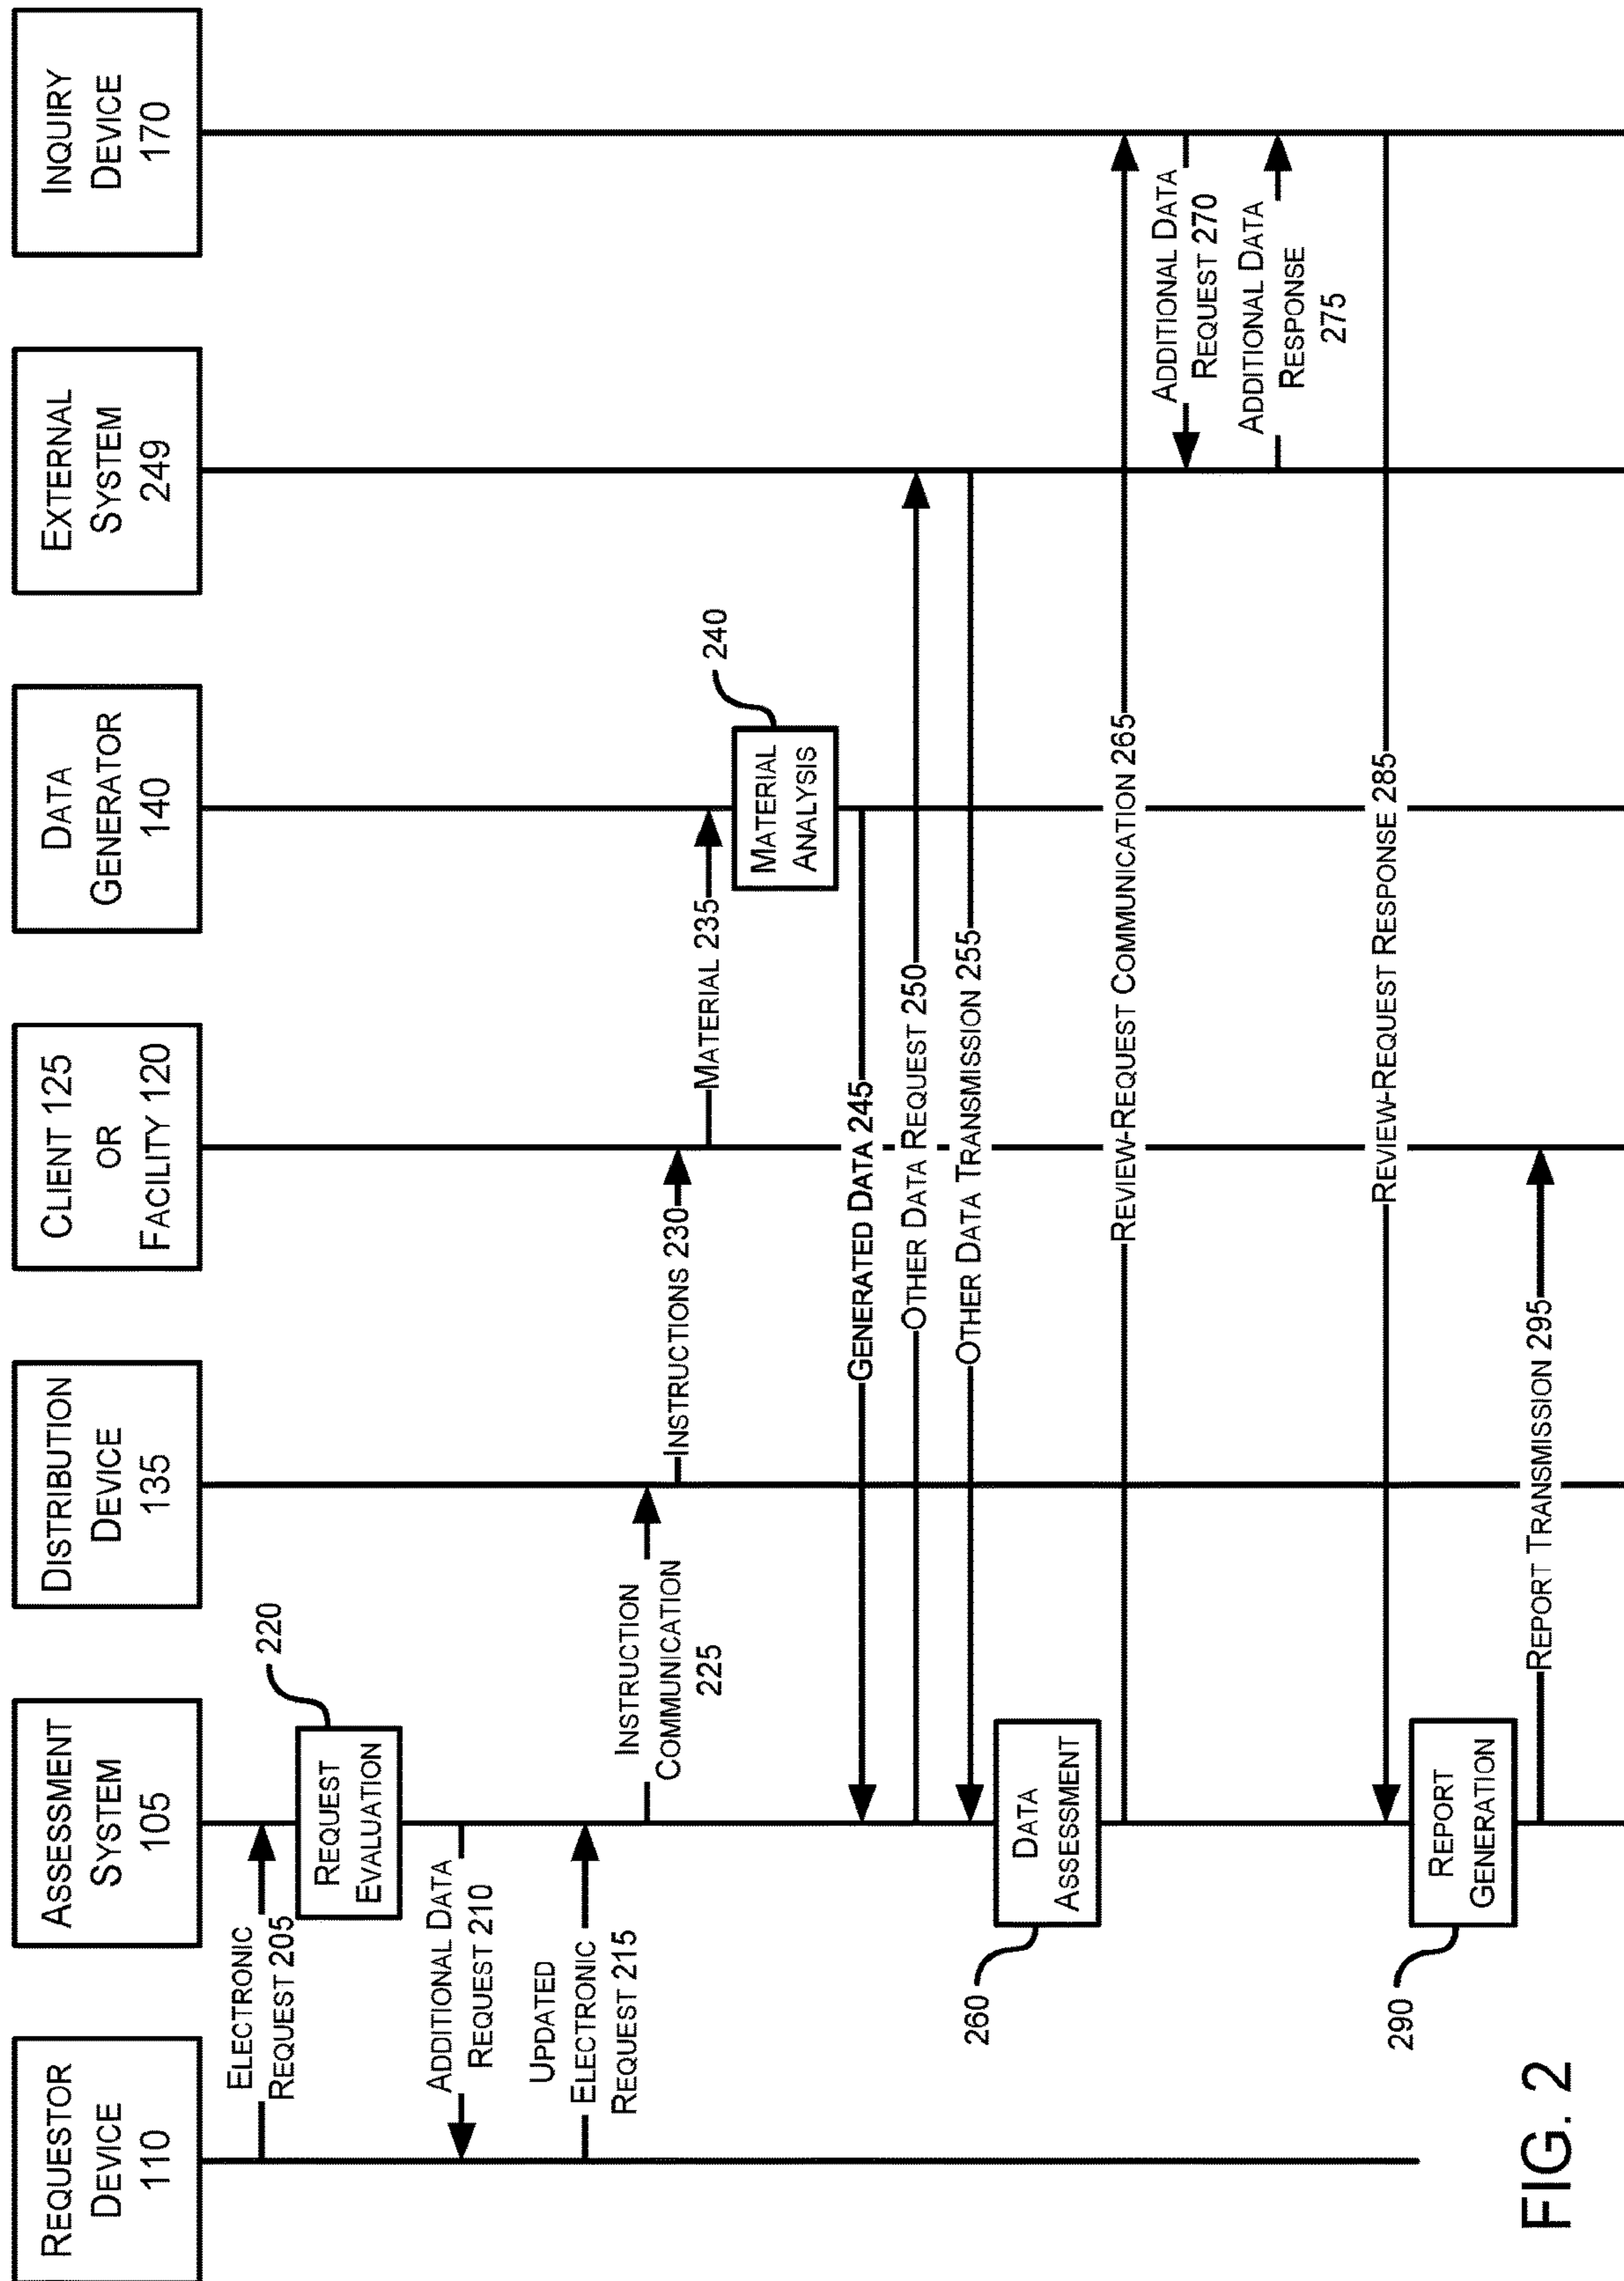 REQUESTOR
DEVICE
110
ASSESSMENT
SYSTEM
105
DISTRIBUTION
DEVICE
135
CLIENT 125
OR
FACILITY 120
DATA
GENERATOR
140
EXTERNAL
SYSTEM
249
INQUIRY
DEVICE
170
ELECTRONIC
REQUEST 205
220
REQUEST
EVALUATION
ADDITIONAL DATA
REQUEST 210
UPDATED
ELECTRONIC
REQUEST 215
INSTRUCTION
COMMUNICATION
225
INSTRUCTIONS 230
MATERIAL 235
240
MATERIAL
ANALYSIS
GENERATED DATA 245
OTHER DATA REQUEST 250
OTHER DATA TRANSMISSION 255
260
DATA
ASSESSMENT
REVIEW-REQUEST COMMUNICATION 265
ADDITIONAL DATA
REQUEST 270
ADDITIONAL DATA
RESPONSE
275
REVIEW-REQUEST RESPONSE 285
290
REPORT
GENERATION
REPORT TRANSMISSION 295
FIG. 2